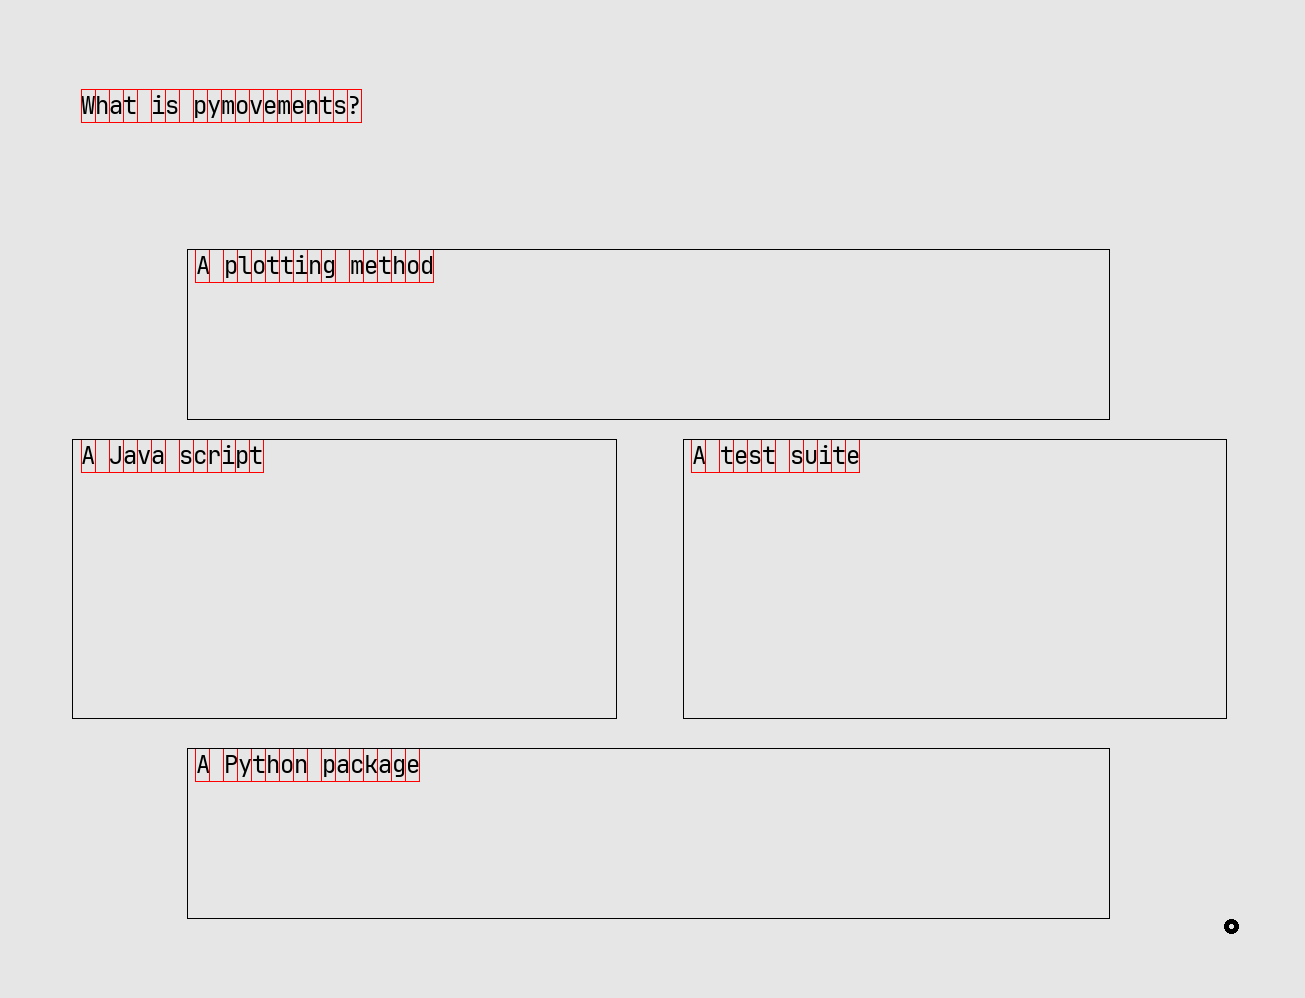 What is pymovements?
A plotting method
A Java script
A test suite
A Python package